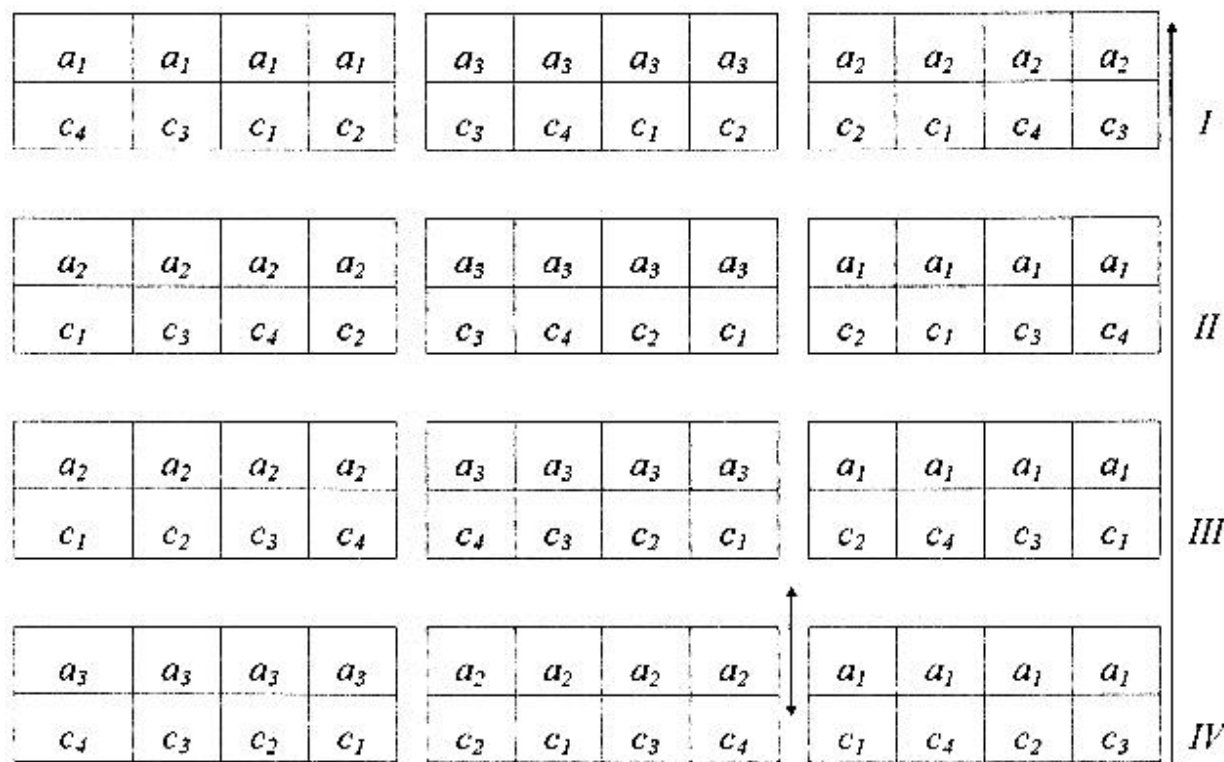 a₁ a₁ a₁ a₁ a₃ a₃ a₃ a₃ a₂ a₂ a₂ a₂
c₄ c₃ c₁ c₂ c₃ c₄ c₁ c₂ c₂ c₁ c₄ c₃ I
a₂ a₂ a₂ a₂ a₃ a₃ a₃ a₃ a₁ a₁ a₁ a₁
c₁ c₃ c₄ c₂ c₃ c₄ c₂ c₁ c₂ c₁ c₃ c₄ II
a₂ a₂ a₂ a₂ a₃ a₃ a₃ a₃ a₁ a₁ a₁ a₁
c₁ c₂ c₃ c₄ c₄ c₃ c₂ c₁ c₂ c₄ c₃ c₁ III
a₃ a₃ a₃ a₃ a₂ a₂ a₂ a₂ a₁ a₁ a₁ a₁
c₄ c₃ c₂ c₁ c₂ c₁ c₃ c₄ c₁ c₄ c₂ c₃ IV